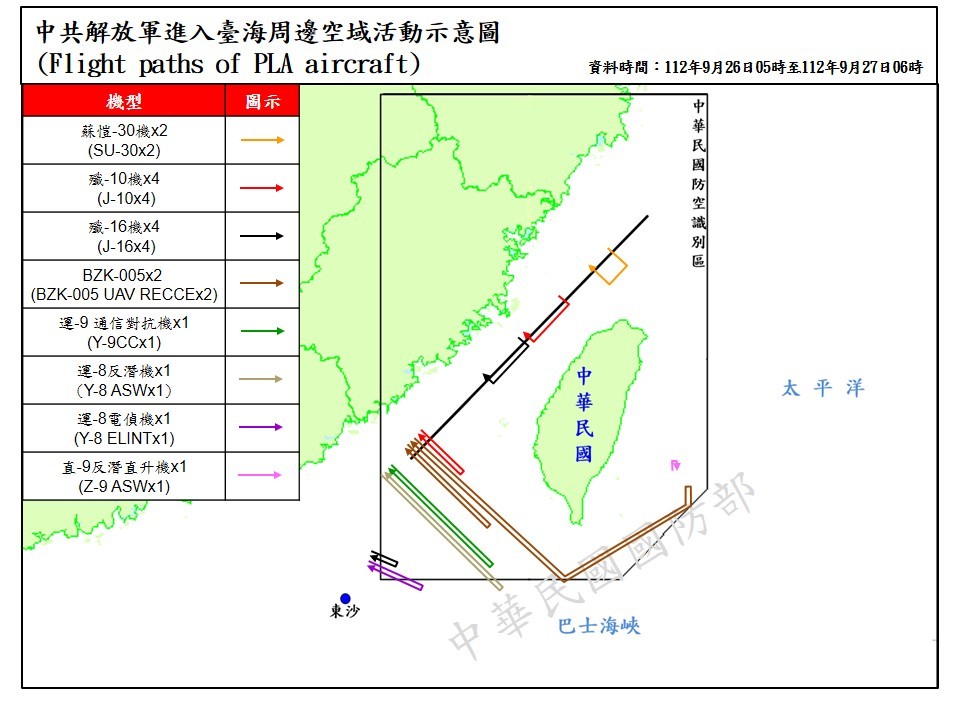 中共解放軍進入臺海周邊空域活動示意圖
(Flight paths of PLA aircraft)
資料時間：112年9月26日05時至112年9月27日06時
機型
圖示
蘇愷-30機x2
(SU-30x2)
殲-10機x4
(J-10x4)
殲-16機x4
(J-16x4)
BZK-005x2
(BZK-005 UAV RECCEx2)
運-9 通信對抗機x1
(Y-9CCx1)
運-8反潛機x1
(Y-8 ASWx1)
運-8電偵機x1
(Y-8 ELINTx1)
直-9反潛直升機x1
(Z-9 ASWx1)
中華民國防空識別區
中華民國
太平洋
東沙
巴士海峽
中華民國國防部